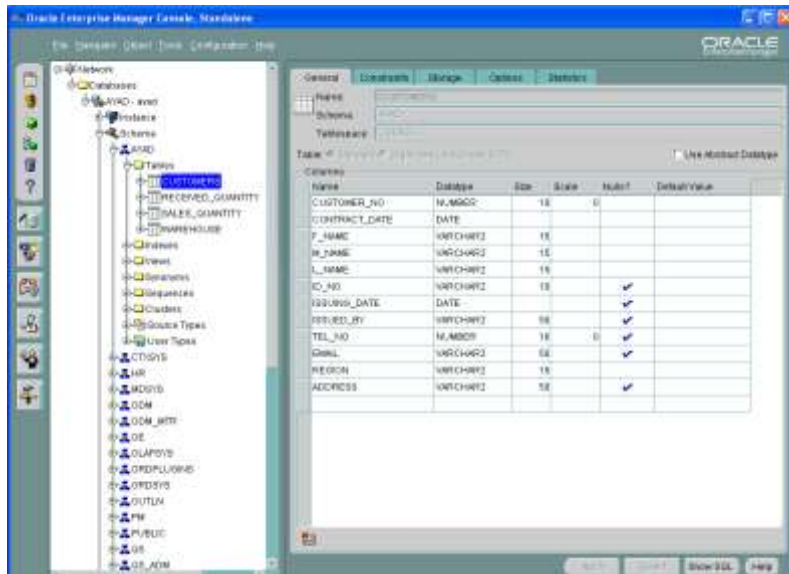 Oracle Enterprise Manager Console, Standalone
File Navigator Object Tools Configuration Help
ORACLE
Network
Databases
AYAD - ayad
Instance
Schema
AYAD
Tables
CUSTOMERS
RECEIVED_QUANTITY
SALES_QUANTITY
WAREHOUSE
Indexes
Views
Synonyms
Sequences
Clusters
Source Types
User Types
CTXSYS
HR
MDSYS
ODM
ODM_MTR
OE
OLAPSYS
ORDPLUGINS
ORDSYS
OUTLN
PM
PUBLIC
QS
QS_ADM
General Constraints Storage Options Statistics
Name CUSTOMERS
Schema AYAD
Tablespace
Table
Use Abstract Datatype
Columns
Name Datatype Size Scale Nulls? Default Value
CUSTOMER_NO NUMBER 10 0
CONTRACT_DATE DATE
F_NAME VARCHAR2 15
M_NAME VARCHAR2 15
L_NAME VARCHAR2 15
ID_NO VARCHAR2 10
ISSUING_DATE DATE
ISSUED_BY VARCHAR2 50
TEL_NO NUMBER 10 0
EMAIL VARCHAR2 50
REGION VARCHAR2 15
ADDRESS VARCHAR2 50
Show SQL Help